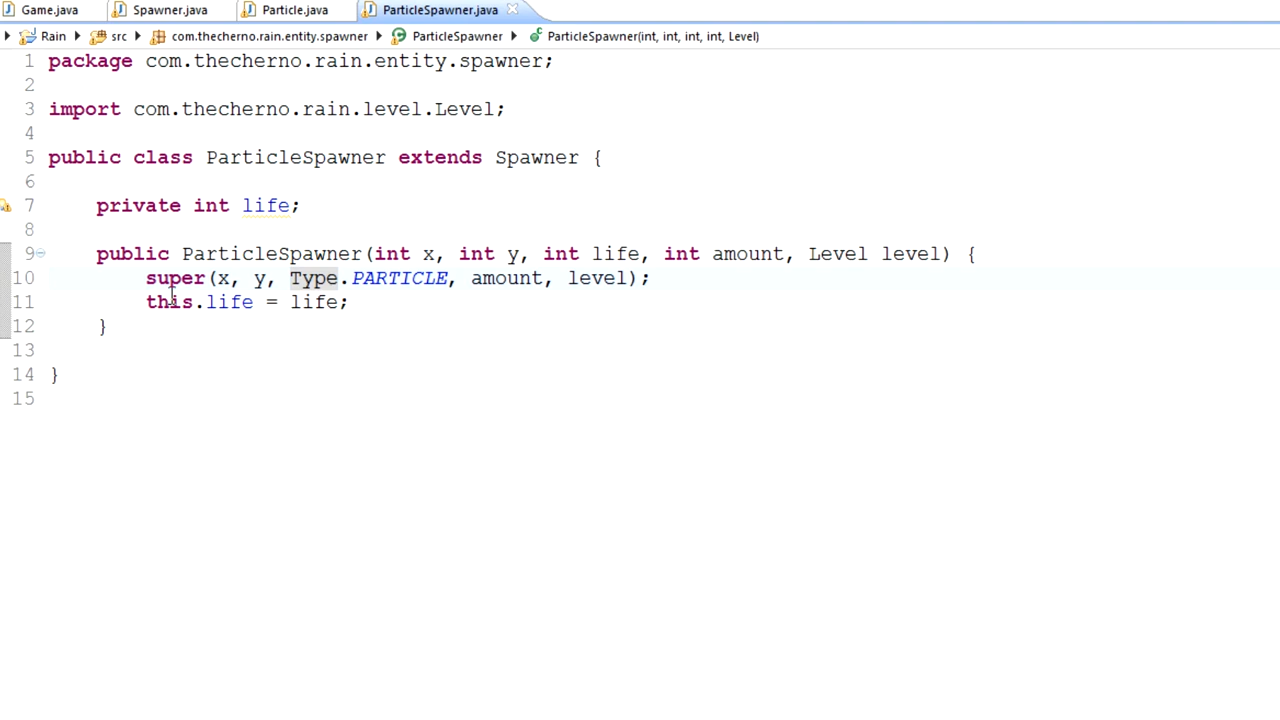 Game.java Spawner.java Particle.java ParticleSpawner.java
Rain src com.thecherno.rain.entity.spawner ParticleSpawner ParticleSpawner(int, int, int, int, Level)
1 package com.thecherno.rain.entity.spawner;
2
3 import com.thecherno.rain.level.Level;
4
5 public class ParticleSpawner extends Spawner {
6
7 private int life;
8
9 public ParticleSpawner(int x, int y, int life, int amount, Level level) {
10 super(x, y, Type.PARTICLE, amount, level);
11 this.life = life;
12 }
13
14 }
15